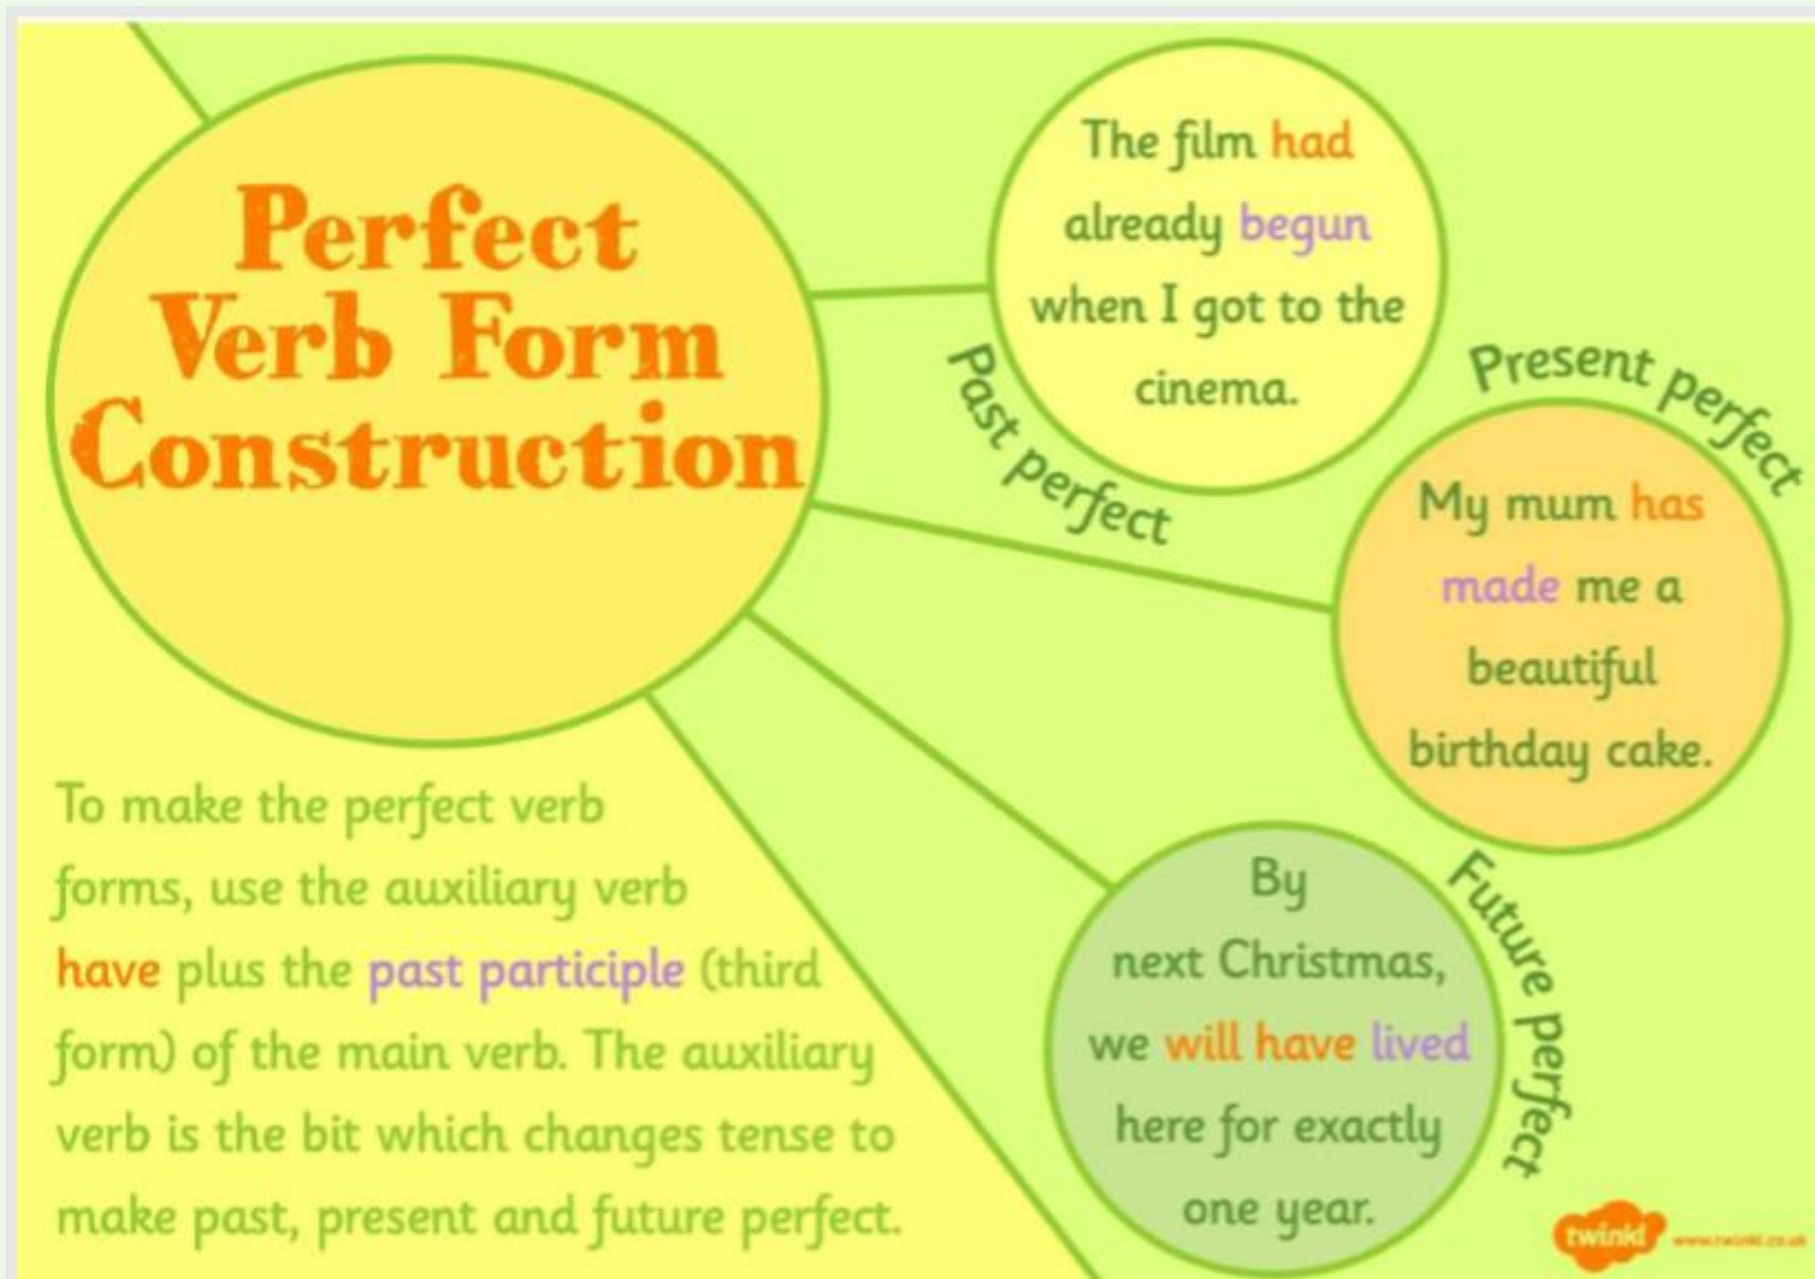 Perfect
Verb Form
Construction
To make the perfect verb
forms, use the auxiliary verb
have plus the past participle (third
form) of the main verb. The auxiliary
verb is the bit which changes tense to
make past, present and future perfect.
The film had
already begun
when I got to the
cinema.
Past perfect
Present perfect
My mum has
made me a
beautiful
birthday cake.
By
next Christmas,
we will have lived
here for exactly
one year.
Future perfect
twinkl
www.twinkl.co.uk